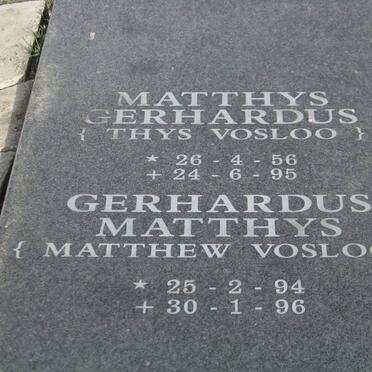 MATTHYS
GERHARDUS
{ THYS VOSLOO }
★ 26 - 4 - 56
+ 24 - 6 - 95
GERHARDUS
MATTHYS
{ MATTHEW VOSLOO
★ 25 - 2 - 94
+ 30 - 1 - 96